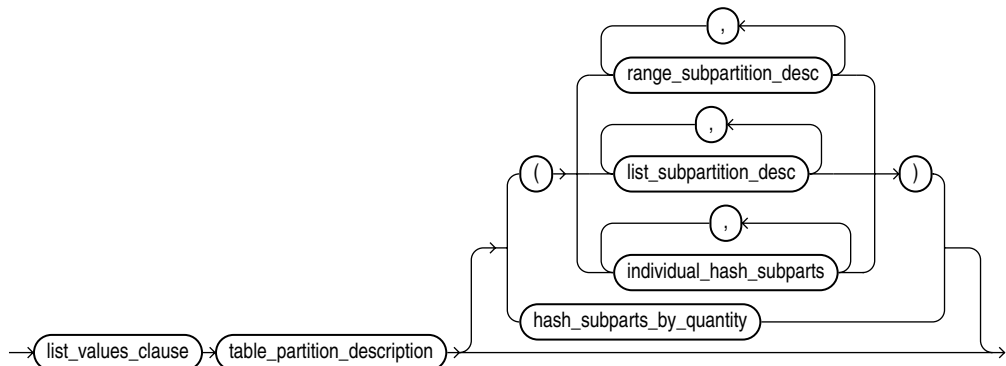 ,
range_subpartition_desc
,
( list_subpartition_desc )
,
individual_hash_subparts
hash_subparts_by_quantity
list_values_clause table_partition_description